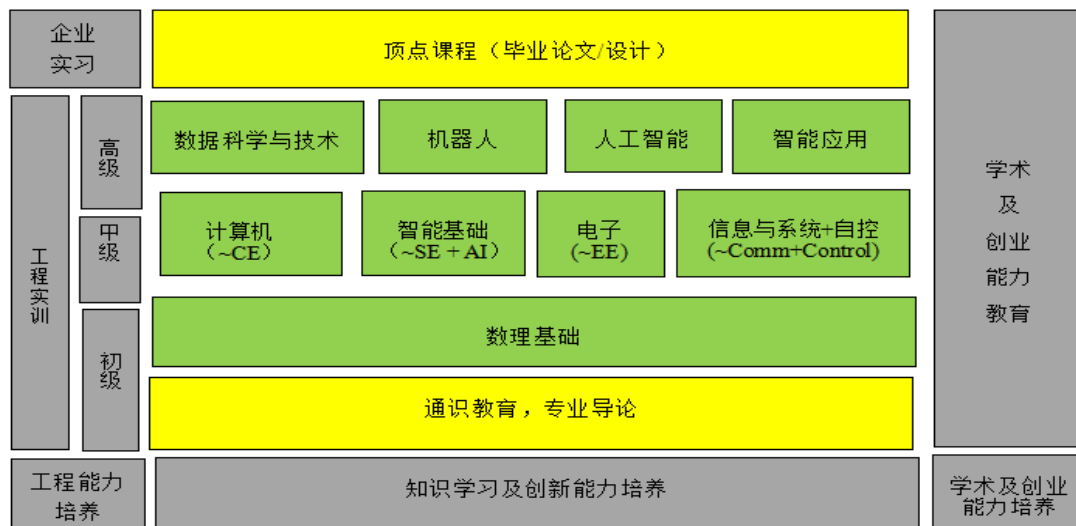 企业
实习
顶点课程（毕业论文/设计）
高级
数据科学与技术
机器人
人工智能
智能应用
学术
及
创业
能力
教育
工程实训
甲级
计算机
（~CE）
智能基础
（~SE + AI）
电子
(~EE)
信息与系统+自控
(~Comm+Control)
数理基础
初级
通识教育，专业导论
工程能力
培养
知识学习及创新能力培养
学术及创业
能力培养